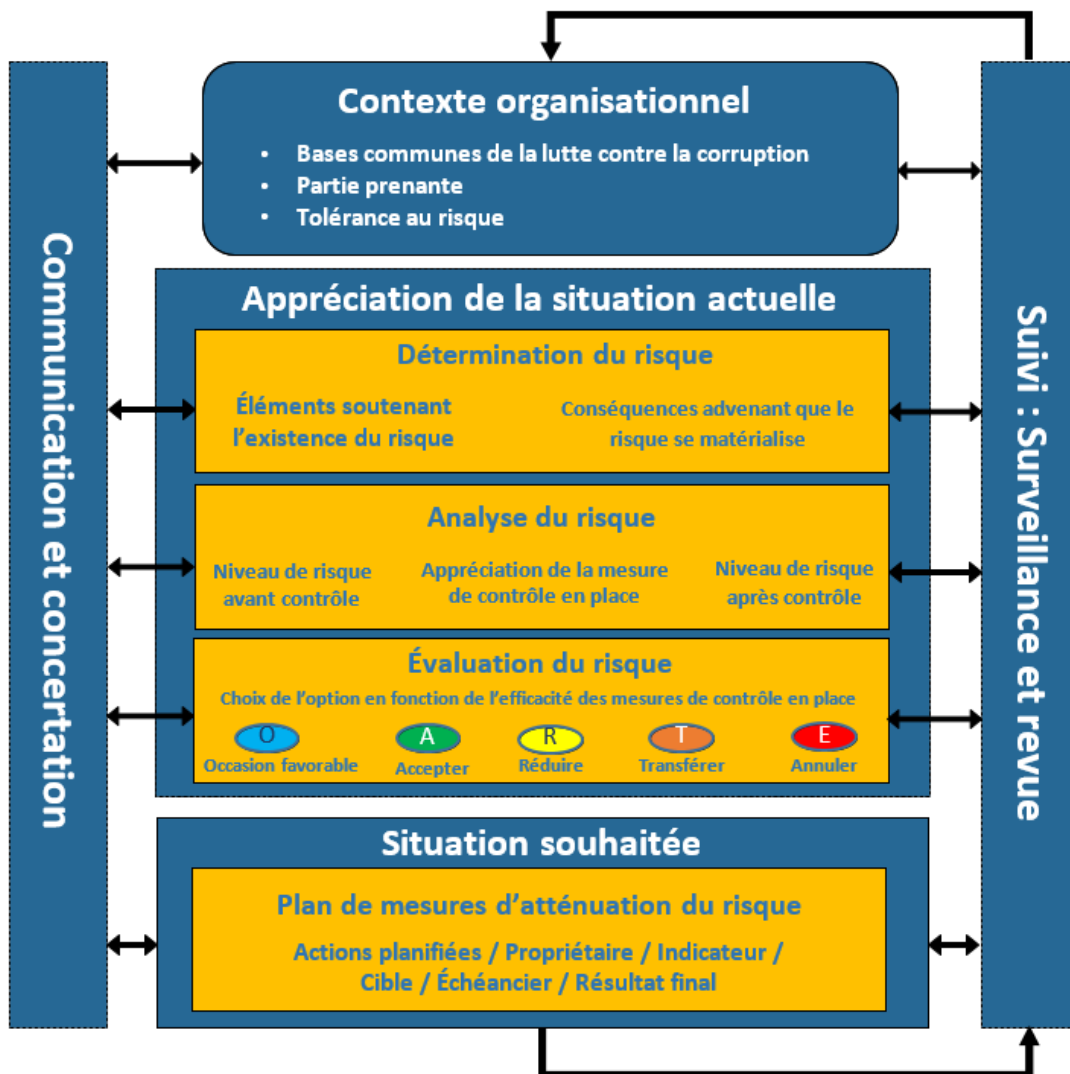 Communication et concertation
Contexte organisationnel
• Bases communes de la lutte contre la corruption
• Partie prenante
• Tolérance au risque
Appréciation de la situation actuelle
Détermination du risque
Éléments soutenant
l'existence du risque
Conséquences advenant que le
risque se matérialise
Analyse du risque
Niveau de risque
avant contrôle
Appréciation de la mesure
de contrôle en place
Niveau de risque
après contrôle
Évaluation du risque
Choix de l'option en fonction de l'efficacité des mesures de contrôle en place
O
Occasion favorable
A
Accepter
R
Réduire
T
Transférer
E
Annuler
Situation souhaitée
Plan de mesures d'atténuation du risque
Actions planifiées / Propriétaire / Indicateur /
Cible / Échéancier / Résultat final
Suivi : Surveillance et revue